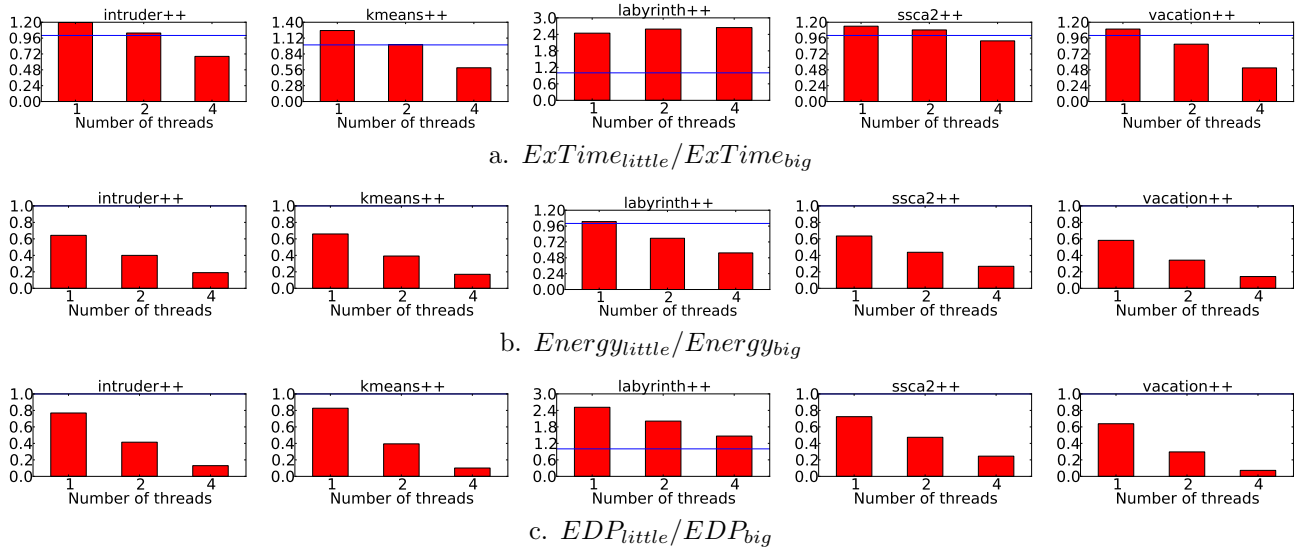 intruder++ kmeans++ labyrinth++ ssca2++ vacation++
1.20 1.40 3.0 1.20 1.20
0.96 1.12 2.4 0.96 0.96
0.72 0.84 1.8 0.72 0.72
0.48 0.56 1.2 0.48 0.48
0.24 0.28 0.6 0.24 0.24
0.00 0.00 0.0 0.00 0.00
1 2 4 1 2 4 1 2 4 1 2 4 1 2 4
Number of threads Number of threads Number of threads Number of threads Number of threads
a. ExTime_little/ExTime_big
intruder++ kmeans++ labyrinth++ ssca2++ vacation++
1.0 1.0 1.20 1.0 1.0
0.8 0.8 0.96 0.8 0.8
0.6 0.6 0.72 0.6 0.6
0.4 0.4 0.48 0.4 0.4
0.2 0.2 0.24 0.2 0.2
0.0 0.0 0.00 0.0 0.0
1 2 4 1 2 4 1 2 4 1 2 4 1 2 4
Number of threads Number of threads Number of threads Number of threads Number of threads
b. Energy_little/Energy_big
intruder++ kmeans++ labyrinth++ ssca2++ vacation++
1.0 1.0 3.0 1.0 1.0
0.8 0.8 2.4 0.8 0.8
0.6 0.6 1.8 0.6 0.6
0.4 0.4 1.2 0.4 0.4
0.2 0.2 0.6 0.2 0.2
0.0 0.0 0.0 0.0 0.0
1 2 4 1 2 4 1 2 4 1 2 4 1 2 4
Number of threads Number of threads Number of threads Number of threads Number of threads
c. EDP_little/EDP_big